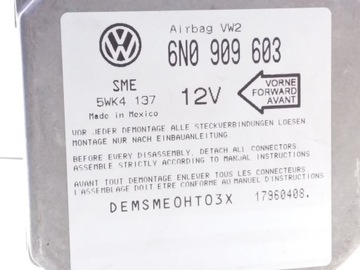 Airbag VW2
6N0 909 603
SME
5WK4 137
Made in Mexico
12V
VORNE
FORWARD
AVANT
VOR JEDER DEMONTAGE ALLE STECKVERBINDUNGEN LOESEN
MONTAGE NUR NACH EINBAUANLEITUNG
BEFORE EVERY DISASSEMBLY, DETACH ALL CONNECTORS
ASSEMBLE STRICTLY ACCORDING TO MANUAL INSTRUCTIONS
AVANT TOUT DEMONTAGE ENLEVER TOUS LES CONNECTEURS
L'ASSEMBLAGE DOIT ETRE CONFORME AU MANUEL D'INSTRUCTIONS
DEMSME0HT03X 17960408.